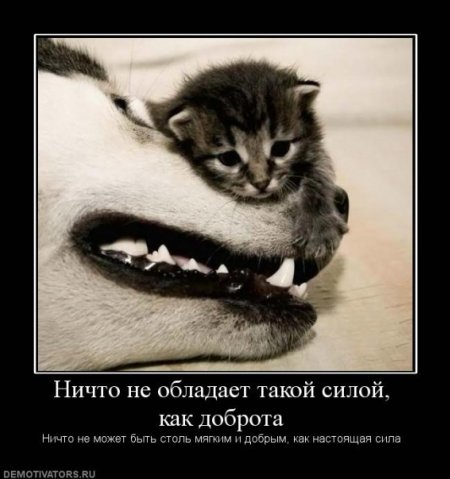 Ничто не обладает такой силой,
как доброта
Ничто не может быть столь мягким и добрым, как настоящая сила
DEMOTIVATORS.RU